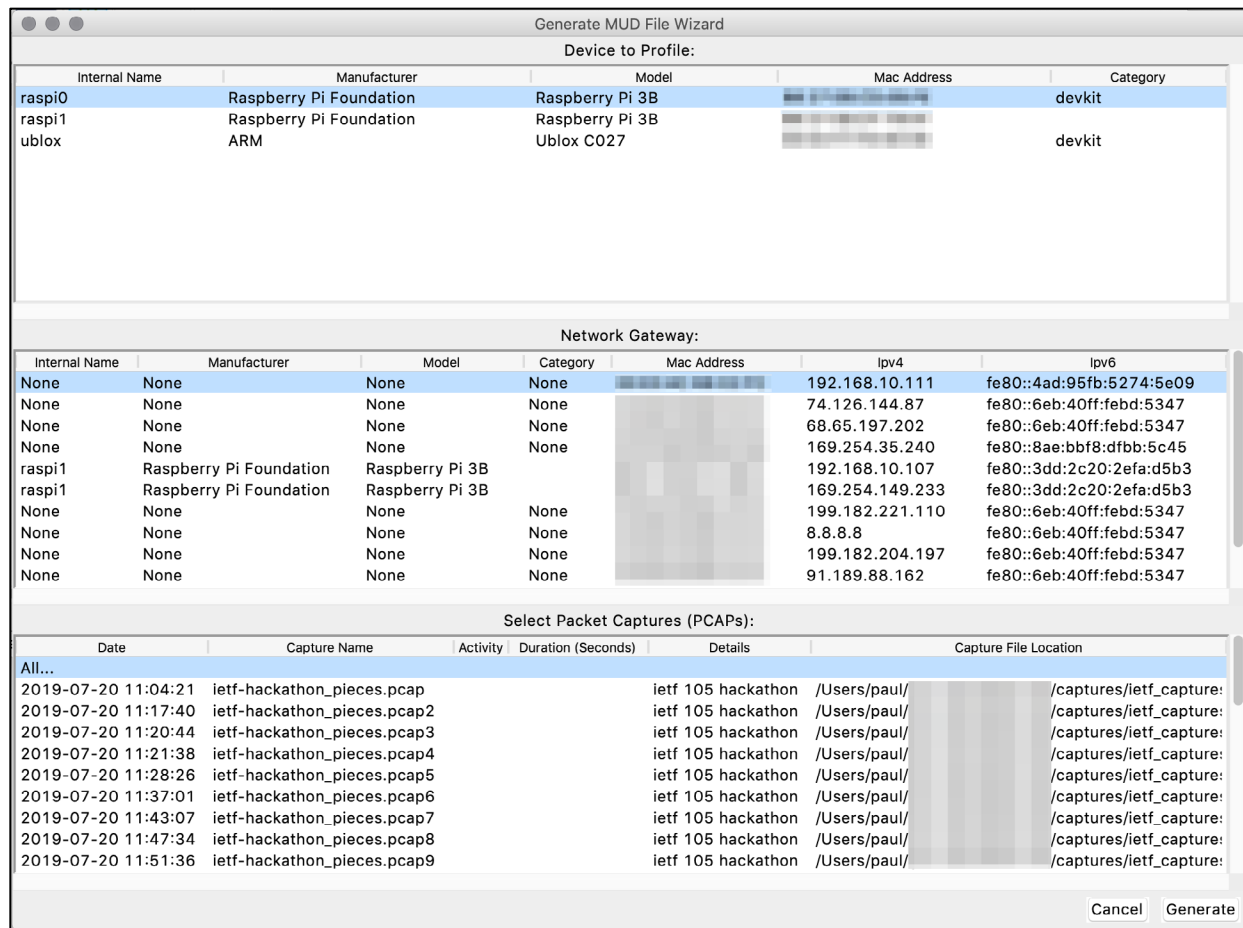 Generate MUD File Wizard
Device to Profile:
Internal Name Manufacturer Model Mac Address Category
raspi0 Raspberry Pi Foundation Raspberry Pi 3B devkit
raspi1 Raspberry Pi Foundation Raspberry Pi 3B
ublox ARM Ublox C027 devkit
Network Gateway:
Internal Name Manufacturer Model Category Mac Address Ipv4 Ipv6
None None None None 192.168.10.111 fe80::4ad:95fb:5274:5e09
None None None None 74.126.144.87 fe80::6eb:40ff:febd:5347
None None None None 68.65.197.202 fe80::6eb:40ff:febd:5347
None None None None 169.254.35.240 fe80::8ae:bbf8:dfbb:5c45
raspi1 Raspberry Pi Foundation Raspberry Pi 3B 192.168.10.107 fe80::3dd:2c20:2efa:d5b3
raspi1 Raspberry Pi Foundation Raspberry Pi 3B 169.254.149.233 fe80::3dd:2c20:2efa:d5b3
None None None None 199.182.221.110 fe80::6eb:40ff:febd:5347
None None None None 8.8.8.8 fe80::6eb:40ff:febd:5347
None None None None 199.182.204.197 fe80::6eb:40ff:febd:5347
None None None None 91.189.88.162 fe80::6eb:40ff:febd:5347
Select Packet Captures (PCAPs):
Date Capture Name Activity Duration (Seconds) Details Capture File Location
All...
2019-07-20 11:04:21 ietf-hackathon_pieces.pcap ietf 105 hackathon /Users/paul/ /captures/ietf_captures
2019-07-20 11:17:40 ietf-hackathon_pieces.pcap2 ietf 105 hackathon /Users/paul/ /captures/ietf_captures
2019-07-20 11:20:44 ietf-hackathon_pieces.pcap3 ietf 105 hackathon /Users/paul/ /captures/ietf_captures
2019-07-20 11:21:38 ietf-hackathon_pieces.pcap4 ietf 105 hackathon /Users/paul/ /captures/ietf_captures
2019-07-20 11:28:26 ietf-hackathon_pieces.pcap5 ietf 105 hackathon /Users/paul/ /captures/ietf_captures
2019-07-20 11:37:01 ietf-hackathon_pieces.pcap6 ietf 105 hackathon /Users/paul/ /captures/ietf_captures
2019-07-20 11:43:07 ietf-hackathon_pieces.pcap7 ietf 105 hackathon /Users/paul/ /captures/ietf_captures
2019-07-20 11:47:34 ietf-hackathon_pieces.pcap8 ietf 105 hackathon /Users/paul/ /captures/ietf_captures
2019-07-20 11:51:36 ietf-hackathon_pieces.pcap9 ietf 105 hackathon /Users/paul/ /captures/ietf_captures
Cancel Generate